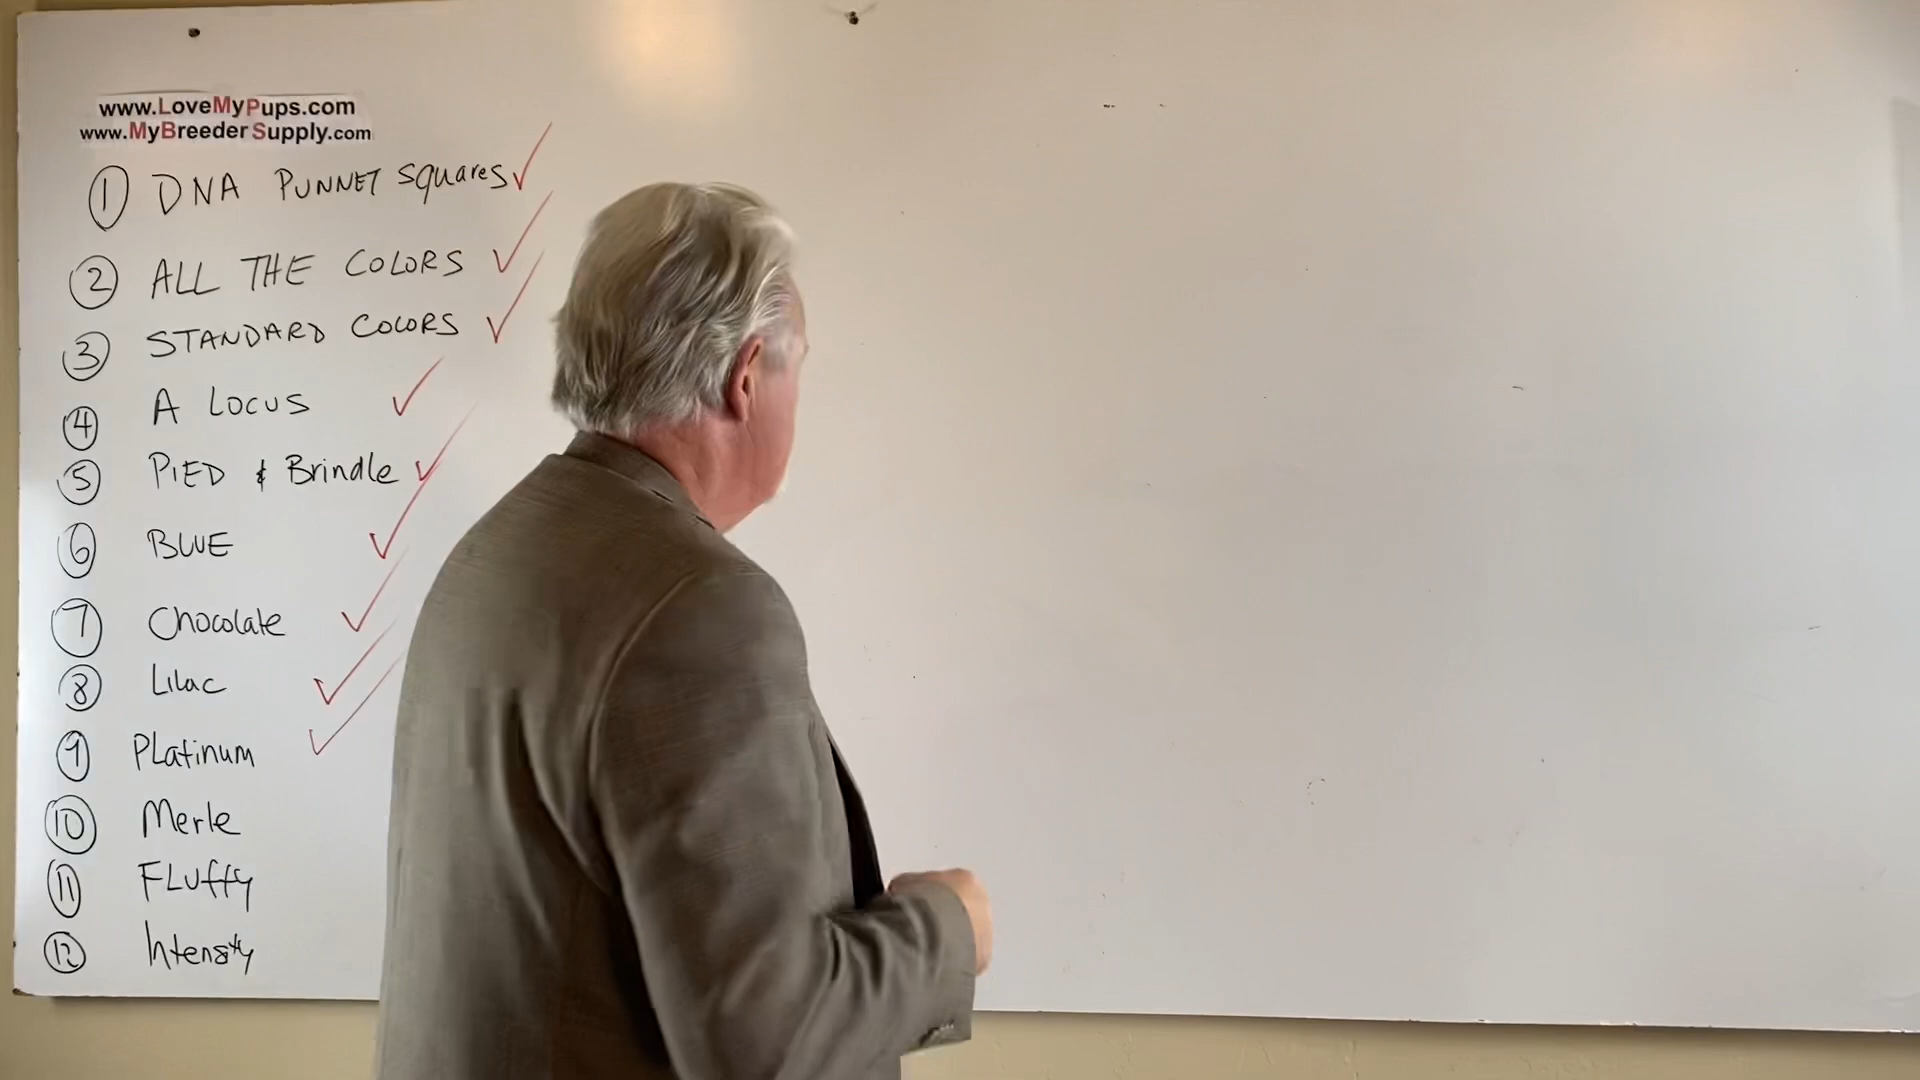 www.LoveMyPups.com
www.MyBreederSupply.com
1 DNA PUNNET SQUARES
2 ALL THE COLORS
3 STANDARD COLORS
4 A LOCUS
5 PIED & Brindle
6 BLUE
7 Chocolate
8 Lilac
9 PLatinum
10 Merle
11 FLuffy
12 Intensity